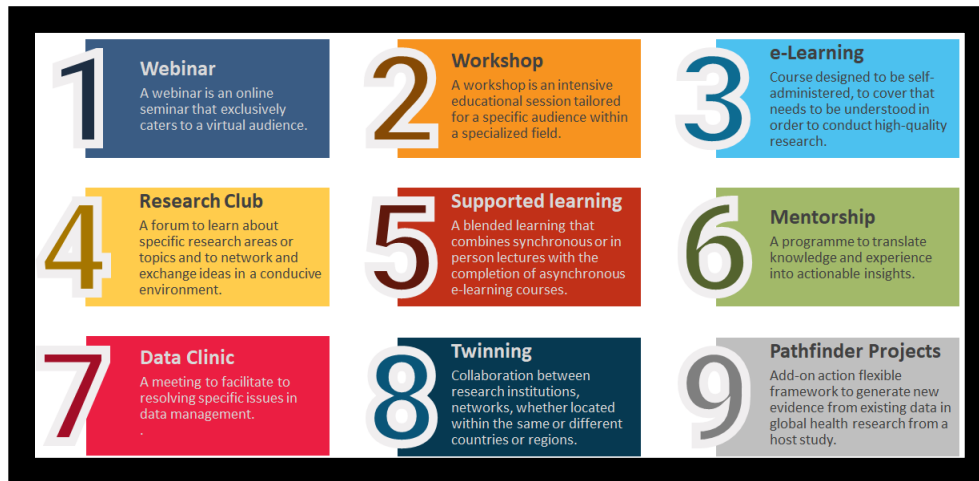 1
Webinar
A webinar is an online
seminar that exclusively
caters to a virtual audience.
2
Workshop
A workshop is an intensive
educational session tailored
for a specific audience within
a specialized field.
3
e-Learning
Course designed to be self-
administered, to cover that
needs to be understood in
order to conduct high-quality
research.
4
Research Club
A forum to learn about
specific research areas or
topics and to network and
exchange ideas in a conducive
environment.
5
Supported learning
A blended learning that
combines synchronous or in
person lectures with the
completion of asynchronous
e-learning courses.
6
Mentorship
A programme to translate
knowledge and experience
into actionable insights.
7
Data Clinic
A meeting to facilitate to
resolving specific issues in
data management.
.
8
Twinning
Collaboration between
research institutions,
networks, whether located
within the same or different
countries or regions.
9
Pathfinder Projects
Add-on action flexible
framework to generate new
evidence from existing data in
global health research from a
host study.